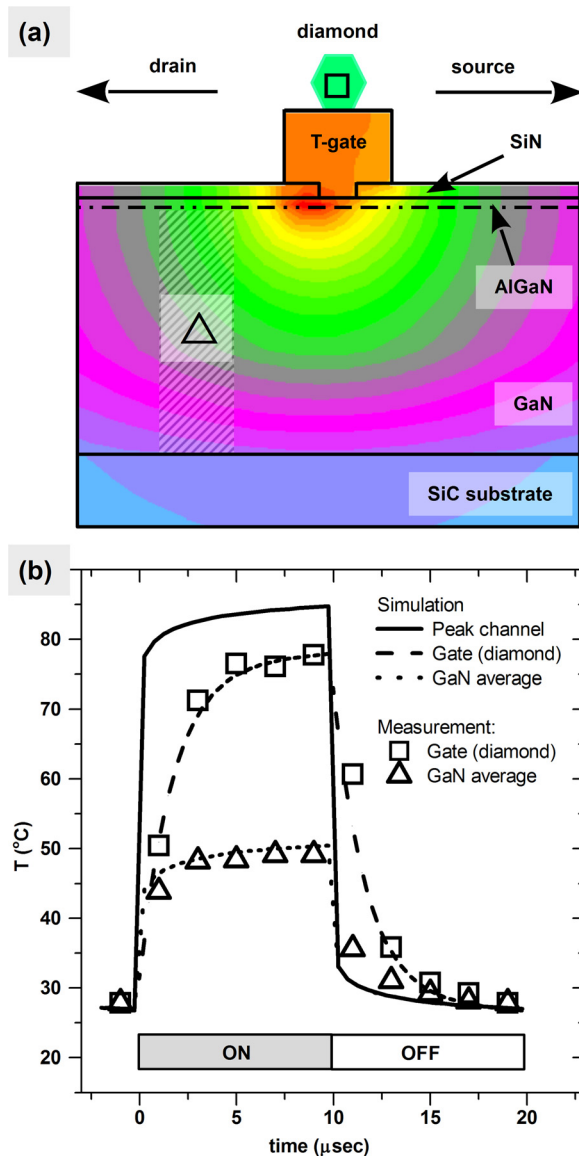 (a)
diamond
drain
source
T-gate
SiN
AlGaN
GaN
SiC substrate
(b)
Simulation
Peak channel
Gate (diamond)
GaN average
Measurement:
Gate (diamond)
GaN average
T (°C)
80
70
60
50
40
30
20
ON OFF
0 5 10 15 20
time (μsec)